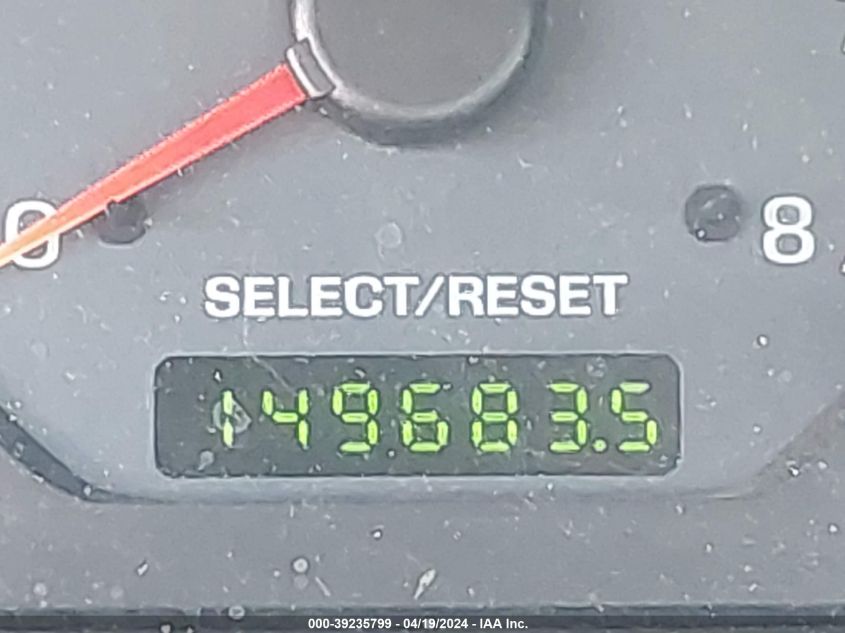 0 8
SELECT/RESET
149683.5
000-39235799 - 04/19/2024 - IAA Inc.